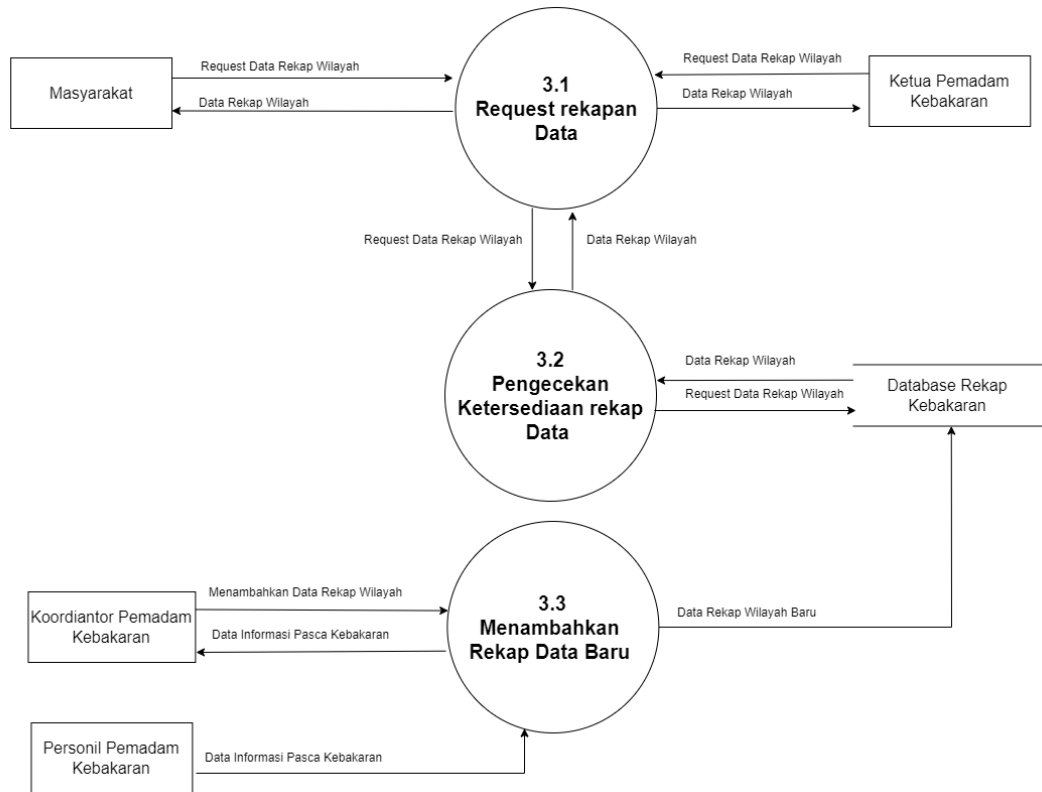 Masyarakat
Request Data Rekap Wilayah
Data Rekap Wilayah
3.1
Request rekapan
Data
Request Data Rekap Wilayah
Data Rekap Wilayah
Ketua Pemadam
Kebakaran
Request Data Rekap Wilayah
Data Rekap Wilayah
3.2
Pengecekan
Ketersediaan rekap
Data
Data Rekap Wilayah
Request Data Rekap Wilayah
Database Rekap
Kebakaran
Koordiantor Pemadam
Kebakaran
Menambahkan Data Rekap Wilayah
Data Informasi Pasca Kebakaran
3.3
Menambahkan
Rekap Data Baru
Data Rekap Wilayah Baru
Personil Pemadam
Kebakaran
Data Informasi Pasca Kebakaran